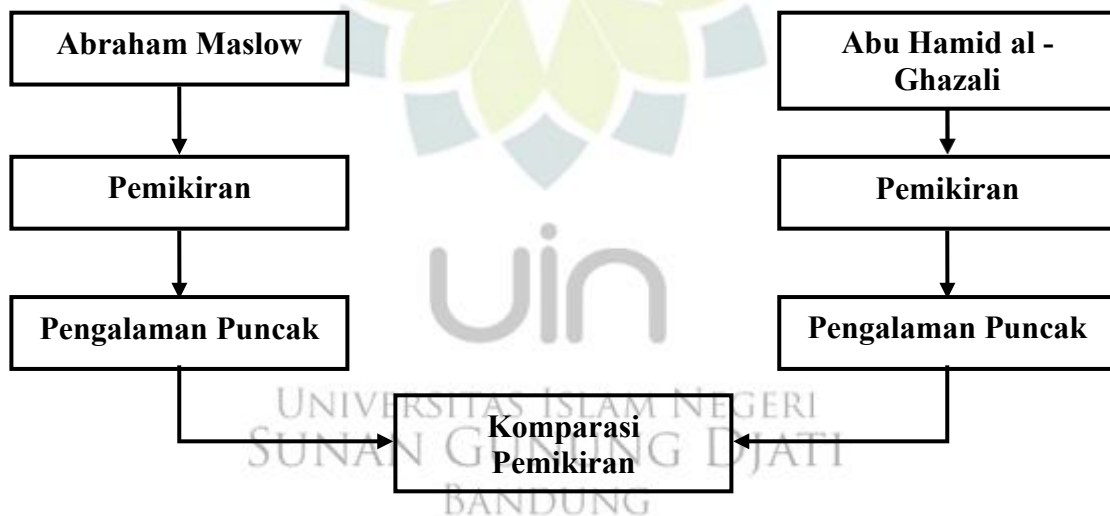 Abraham Maslow
Abu Hamid al -
Ghazali
Pemikiran
Pemikiran
Pengalaman Puncak
Pengalaman Puncak
uin
UNIVERSITAS ISLAM NEGERI
SUNAN GUNUNG DJATI
BANDUNG
Komparasi
Pemikiran